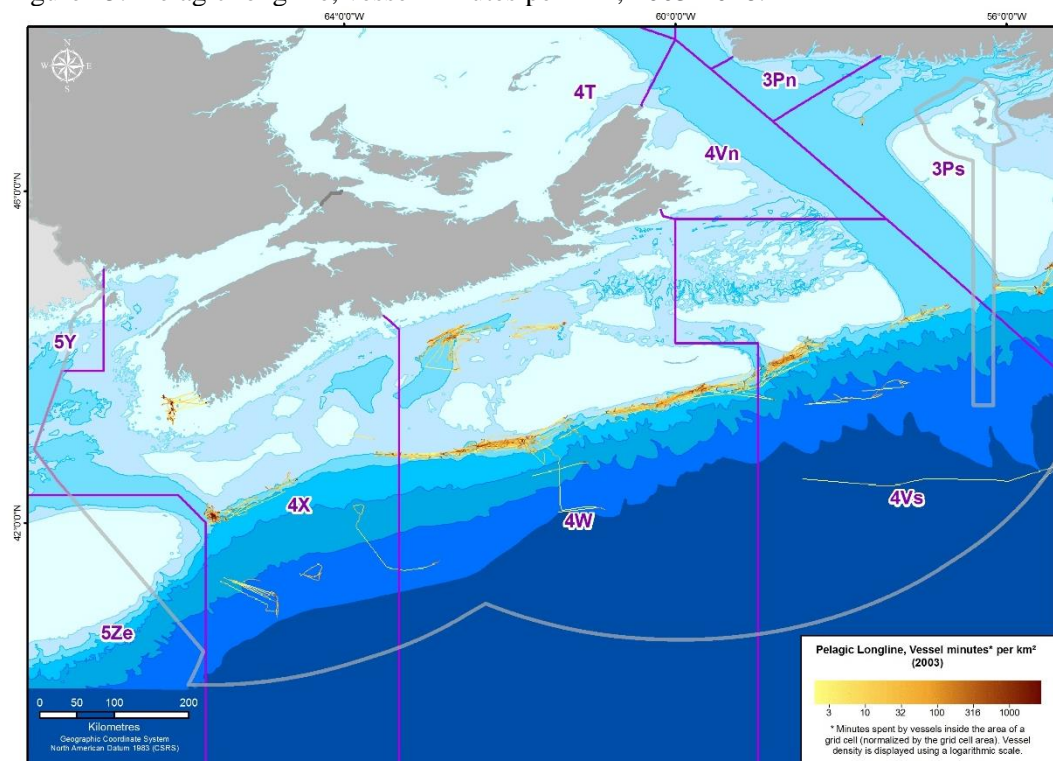 64°0'0"W 60°0'0"W 56°0'0"W
N
W E
S
4T
3Pn
4Vn
3Ps
46°0'0"N
5Y
4X
4W
4Vs
42°0'0"N
5Ze
0 50 100 200
Kilometres
Geographic Coordinate System
North American Datum 1983 (CSRS)
Pelagic Longline, Vessel minutes* per km²
(2003)
3 10 32 100 316 1000
* Minutes spent by vessels inside the area of a
grid cell (normalized by the grid cell area). Vessel
density is displayed using a logarithmic scale.